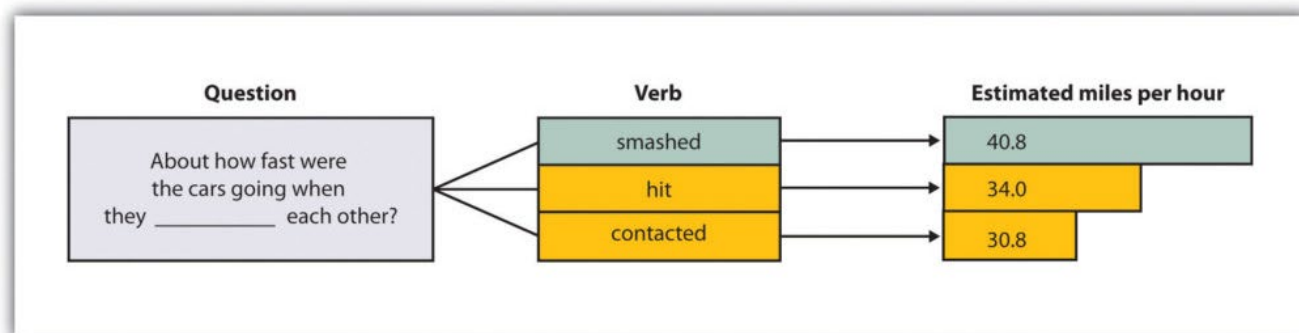 Question
Verb
Estimated miles per hour
About how fast were
the cars going when
they __________ each other?
smashed
hit
contacted
40.8
34.0
30.8